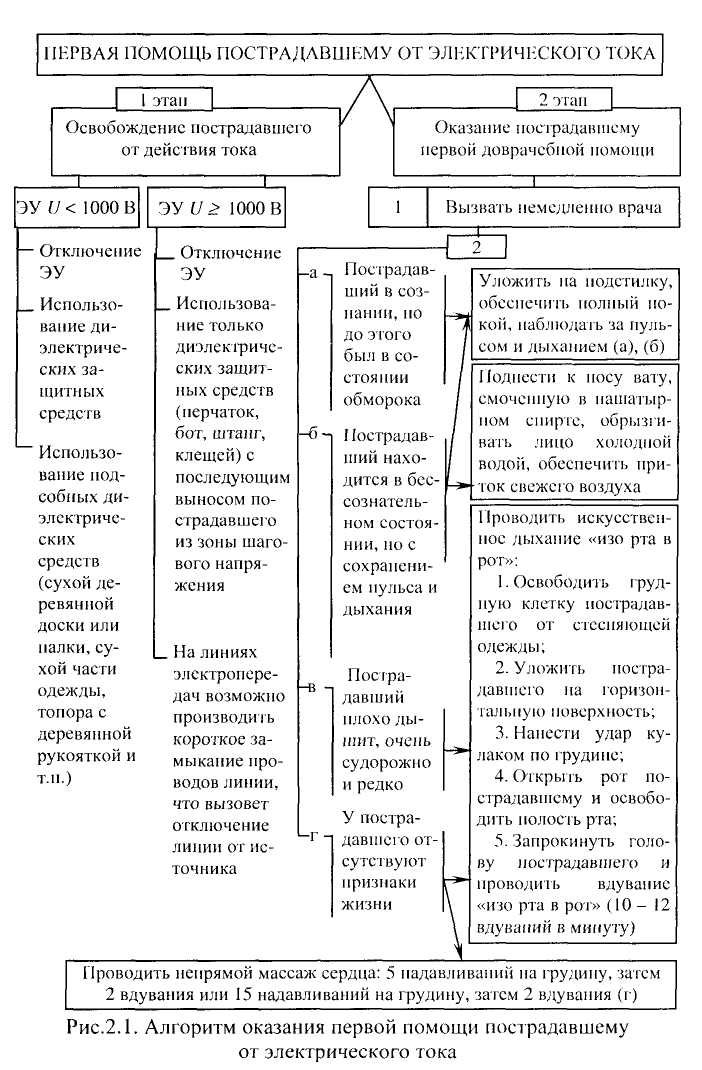 ПЕРВАЯ ПОМОЩЬ ПОСТРАДАВШЕМУ ОТ ЭЛЕКТРИЧЕСКОГО ТОКА
1 этап
Освобождение пострадавшего
от действия тока
2 этап
Оказание пострадавшему
первой доврачебной помощи
ЭУ U < 1000 В
ЭУ U ≥ 1000 В
1
Вызвать немедленно врача
2
Отключение
ЭУ
Использо-
вание ди-
электриче-
ских за-
щитных
средств
Использо-
вание под-
собных ди-
электриче-
ских
средств
(сухой де-
ревянной
доски или
палки, су-
хой части
одежды,
топора с
деревянной
рукояткой и
т.п.)
Отключение
ЭУ
Использова-
ние только
диэлектриче-
ских защит-
ных средств
(перчаток,
бот, штанг,
клещей) с
последующим
выносом по-
страдавшего
из зоны шаго-
вого напря-
жения
На линиях
электропере-
дач возможно
производить
короткое за-
мыкание про-
водов линии,
что вызовет
отключение
линии от ис-
точника
а
Пострадав-
ший в соз-
нании, но
до этого
был в со-
стоянии
обморока
б
Пострадав-
ший нахо-
дится в бес-
сознатель-
ном состоя-
нии, но с
сохранени-
ем пульса и
дыхания
в
Постра-
давший
плохо ды-
шит, очень
судорожно
и редко
г
У постра-
давшего от-
сутствуют
признаки
жизни
Уложить на подстилку,
обеспечить полный по-
кой, наблюдать за пуль-
сом и дыханием (а), (б)
Поднести к носу вату,
смоченную в нашатыр-
ном спирте, обрызги-
вать лицо холодной
водой, обеспечить при-
ток свежего воздуха
Проводить искусствен-
ное дыхание «изо рта в
рот»:
1. Освободить груд-
ную клетку пострадав-
шего от стесняющей
одежды;
2. Уложить постра-
давшего на горизон-
тальную поверхность;
3. Нанести удар ку-
лаком по грудине;
4. Открыть рот по-
страдавшему и освобо-
дить полость рта;
5. Запрокинуть голо-
ву пострадавшего и
проводить вдувание
«изо рта в рот» (10 – 12
вдуваний в минуту)
Проводить непрямой массаж сердца: 5 надавливаний на грудину, затем
2 вдувания или 15 надавливаний на грудину, затем 2 вдувания (г)
Рис.2.1. Алгоритм оказания первой помощи пострадавшему
от электрического тока